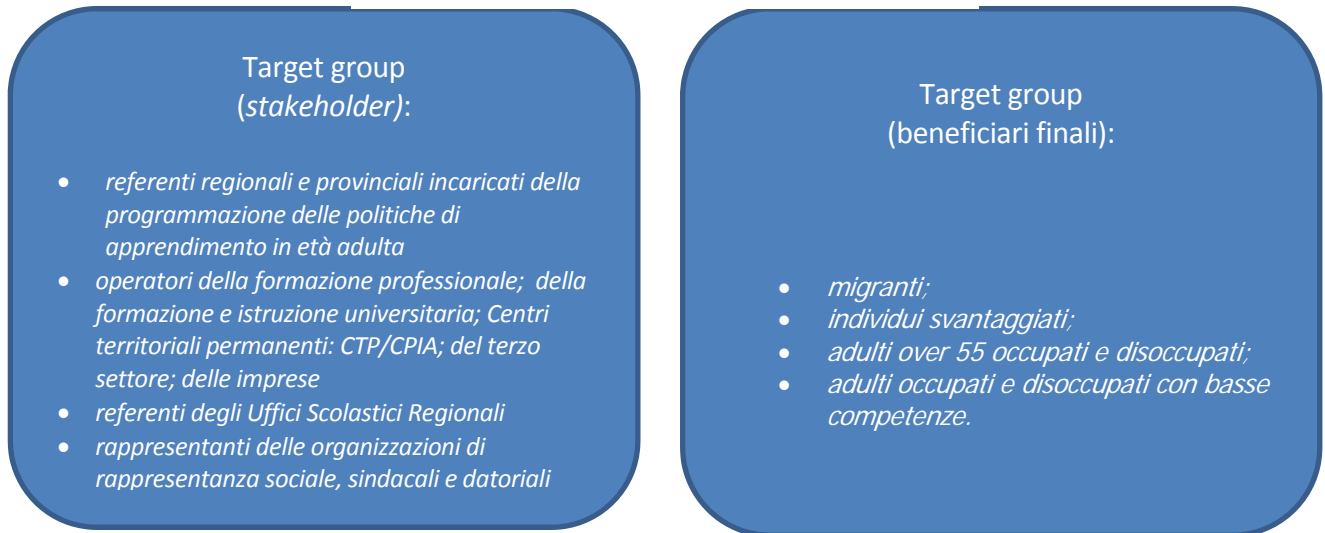 Target group
(stakeholder):
• referenti regionali e provinciali incaricati della
programmazione delle politiche di
apprendimento in età adulta
• operatori della formazione professionale; della
formazione e istruzione universitaria; Centri
territoriali permanenti: CTP/CPIA; del terzo
settore; delle imprese
• referenti degli Uffici Scolastici Regionali
• rappresentanti delle organizzazioni di
rappresentanza sociale, sindacali e datoriali
Target group
(beneficiari finali):
• migranti;
• individui svantaggiati;
• adulti over 55 occupati e disoccupati;
• adulti occupati e disoccupati con basse
competenze.